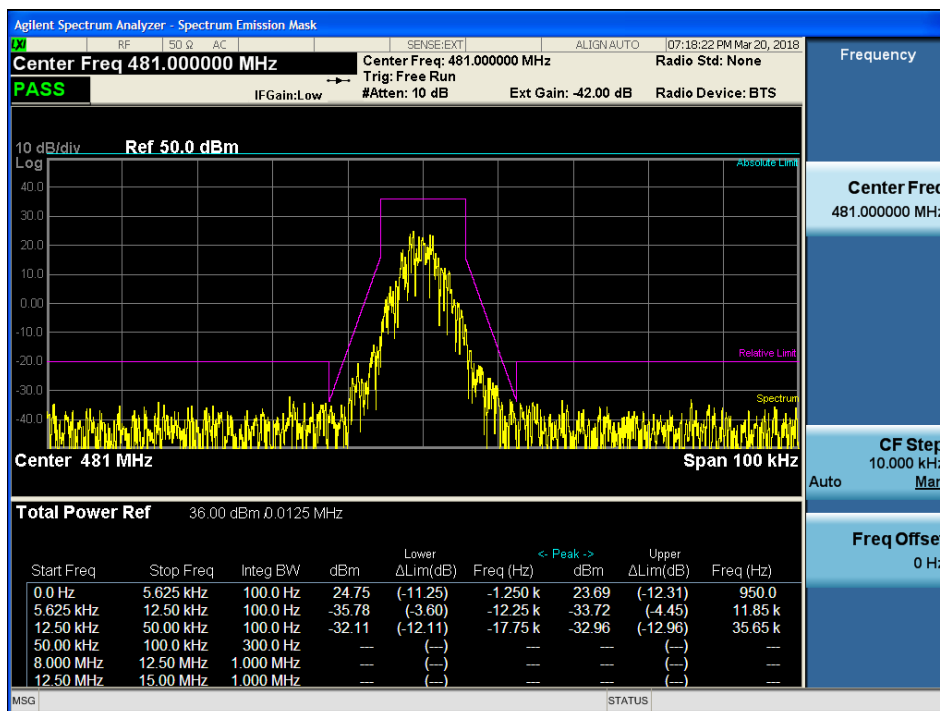 Agilent Spectrum Analyzer - Spectrum Emission Mask
LXI RF 50 Ω AC SENSE:EXT ALIGN AUTO 07:18:22 PM Mar 20, 2018
Center Freq 481.000000 MHz Center Freq: 481.000000 MHz Radio Std: None
Trig: Free Run
PASS IFGain:Low #Atten: 10 dB Ext Gain: -42.00 dB Radio Device: BTS
10 dB/div Ref 50.0 dBm
Log
Absolute Limit
40.0
30.0
20.0
10.0
0.00
-10.0
-20.0
Relative Limit
-30.0
Spectrum
-40.0
Center 481 MHz Span 100 kHz
Total Power Ref 36.00 dBm /0.0125 MHz
Lower <- Peak -> Upper
Start Freq Stop Freq Integ BW dBm ΔLim(dB) Freq (Hz) dBm ΔLim(dB) Freq (Hz)
0.0 Hz 5.625 kHz 100.0 Hz 24.75 (-11.25) -1.250 k 23.69 (-12.31) 950.0
5.625 kHz 12.50 kHz 100.0 Hz -35.78 (-3.60) -12.25 k -33.72 (-4.45) 11.85 k
12.50 kHz 50.00 kHz 100.0 Hz -32.11 (-12.11) -17.75 k -32.96 (-12.96) 35.65 k
50.00 kHz 100.0 kHz 300.0 Hz --- (---) --- --- (---) ---
8.000 MHz 12.50 MHz 1.000 MHz --- (---) --- --- (---) ---
12.50 MHz 15.00 MHz 1.000 MHz --- (---) --- --- (---) ---
MSG STATUS
Frequency
Center Freq
481.000000 MHz
CF Step
10.000 kHz
Auto Man
Freq Offset
0 Hz